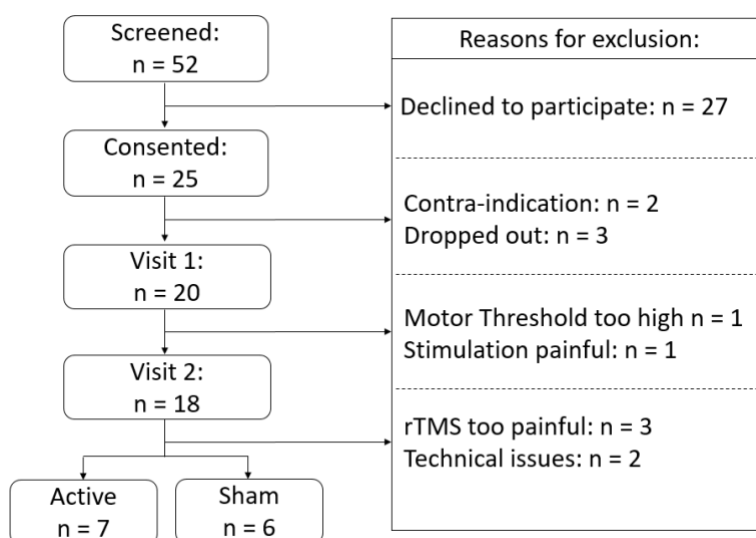 Screened:
n = 52
Reasons for exclusion:
Declined to participate: n = 27
Consented:
n = 25
Contra-indication: n = 2
Dropped out: n = 3
Visit 1:
n = 20
Motor Threshold too high n = 1
Stimulation painful: n = 1
Visit 2:
n = 18
rTMS too painful: n = 3
Technical issues: n = 2
Active
n = 7
Sham
n = 6